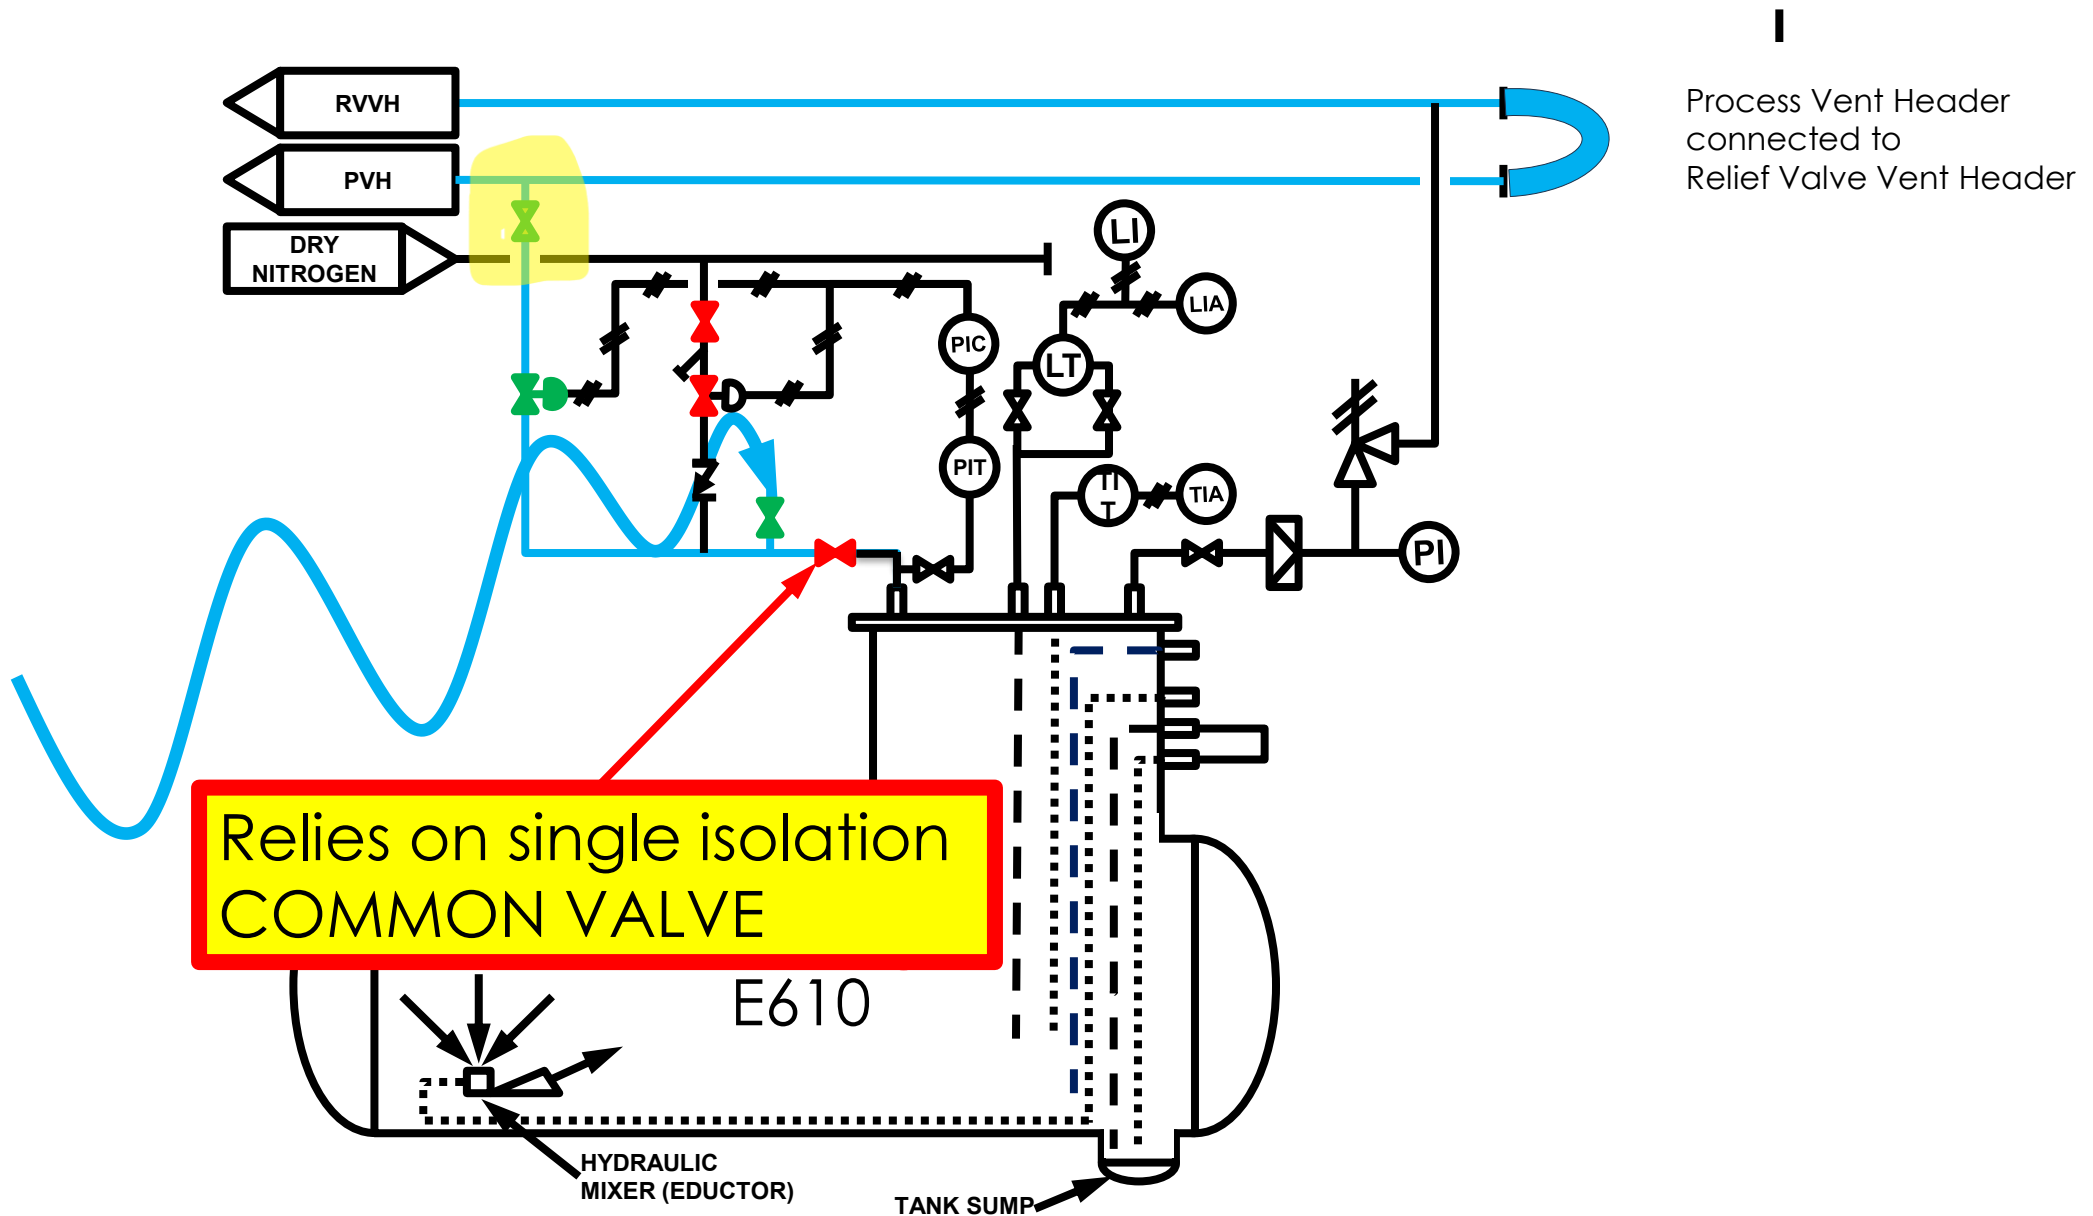 RVVH
PVH
DRY
NITROGEN
Process Vent Header
connected to
Relief Valve Vent Header
LI
LIA
PIC
LT
PIT
TI
T
TIA
PI
Relies on single isolation
COMMON VALVE
E610
HYDRAULIC
MIXER (EDUCTOR)
TANK SUMP